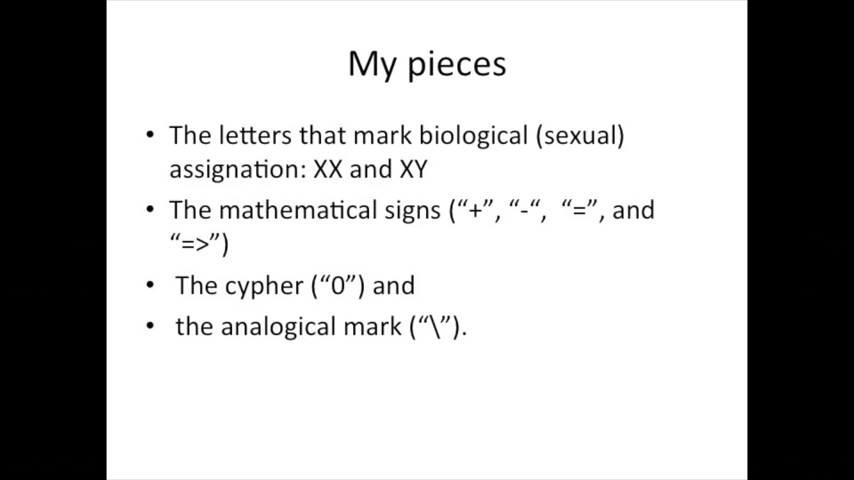 My pieces
• The letters that mark biological (sexual)
assignation: XX and XY
• The mathematical signs (“+”, “-“,  “=”, and
“=>”)
•  The cypher (“0”) and
•  the analogical mark (“\”).